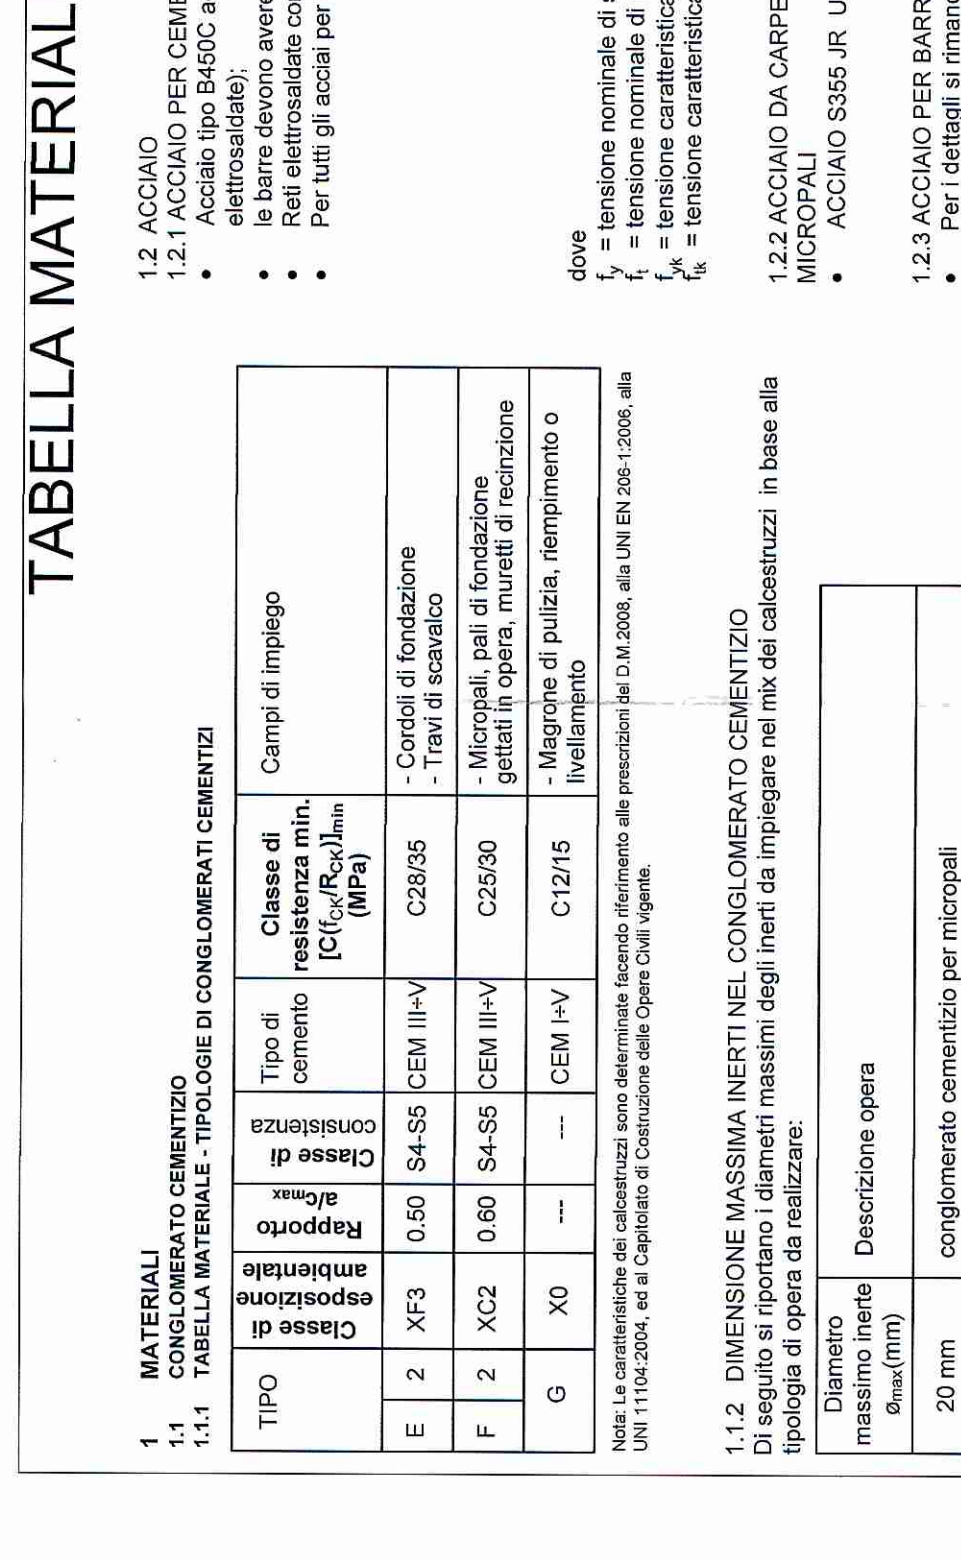 TABELLA MATERIAL
1 MATERIALI
1.1 CONGLOMERATO CEMENTIZIO
1.1.1 TABELLA MATERIALE - TIPOLOGIE DI CONGLOMERATI CEMENTIZI
TIPO
Classe di
esposizione
ambientale
Rapporto
a/cmax
Classe di
consistenza
Tipo di
cemento
Classe di
resistenza min.
[C(fCK/RCK)]min
(MPa)
Campi di impiego
E 2 XF3 0.50 S4-S5 CEM III÷V C28/35 - Cordoli di fondazione
- Travi di scavalco
F 2 XC2 0.60 S4-S5 CEM III÷V C25/30 - Micropali, pali di fondazione
gettati in opera, muretti di recinzione
G X0 --- --- CEM I÷V C12/15 - Magrone di pulizia, riempimento o
livellamento
Nota: Le caratteristiche dei calcestruzzi sono determinate facendo riferimento alle prescrizioni del D.M.2008, alla UNI EN 206-1:2006, alla
UNI 11104:2004, ed al Capitolato di Costruzione delle Opere Civili vigente.
1.1.2 DIMENSIONE MASSIMA INERTI NEL CONGLOMERATO CEMENTIZIO
Di seguito si riportano i diametri massimi degli inerti da impiegare nel mix dei calcestruzzi in base alla
tipologia di opera da realizzare:
Diametro
massimo inerte
ømax(mm)
Descrizione opera
20 mm conglomerato cementizio per micropali
1.2 ACCIAIO
1.2.1 ACCIAIO PER CEME
• Acciaio tipo B450C a
elettrosaldate);
• le barre devono avere
• Reti elettrosaldate co
• Per tutti gli acciai per
dove
fy = tensione nominale di s
ft = tensione nominale di
fyk = tensione caratteristica
ftk = tensione caratteristica
1.2.2 ACCIAIO DA CARPE
MICROPALI
• ACCIAIO S355 JR U
1.2.3 ACCIAIO PER BARR
• Per i dettagli si rimand